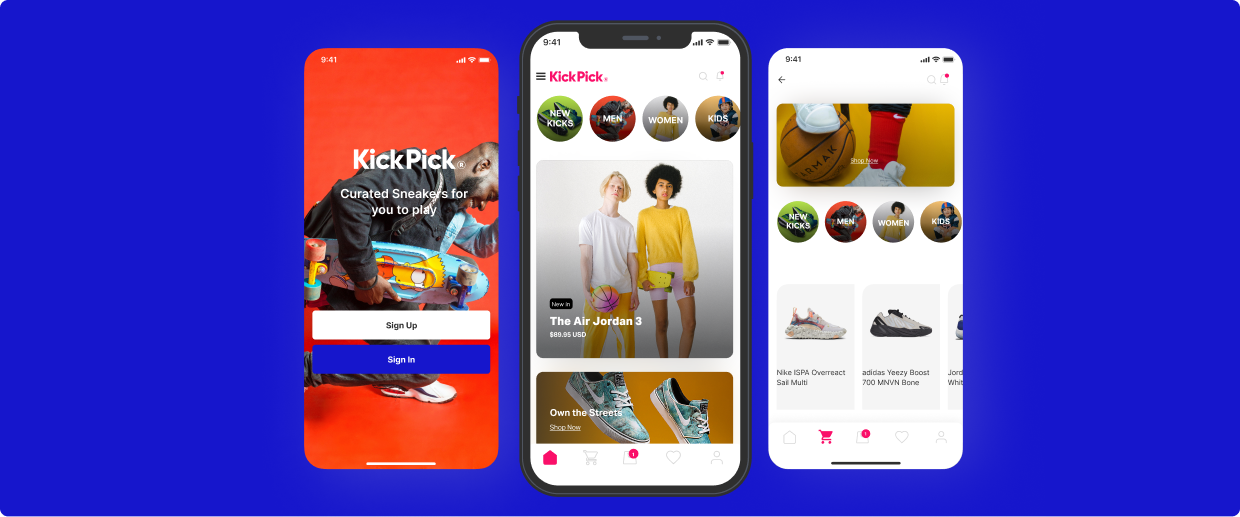 9:41
KickPick®
Curated Sneakers for
you to play
Sign Up
Sign In
9:41
KickPick
NEW
KICKS
MEN
WOMEN
KIDS
New in
The Air Jordan 3
$89.95 USD
Own the Streets
Shop Now
1
9:41
Shop Now
NEW
KICKS
MEN
WOMEN
KIDS
Nike ISPA Overreact
Sail Multi
adidas Yeezy Boost
700 MNVN Bone
Jord
Whit
1